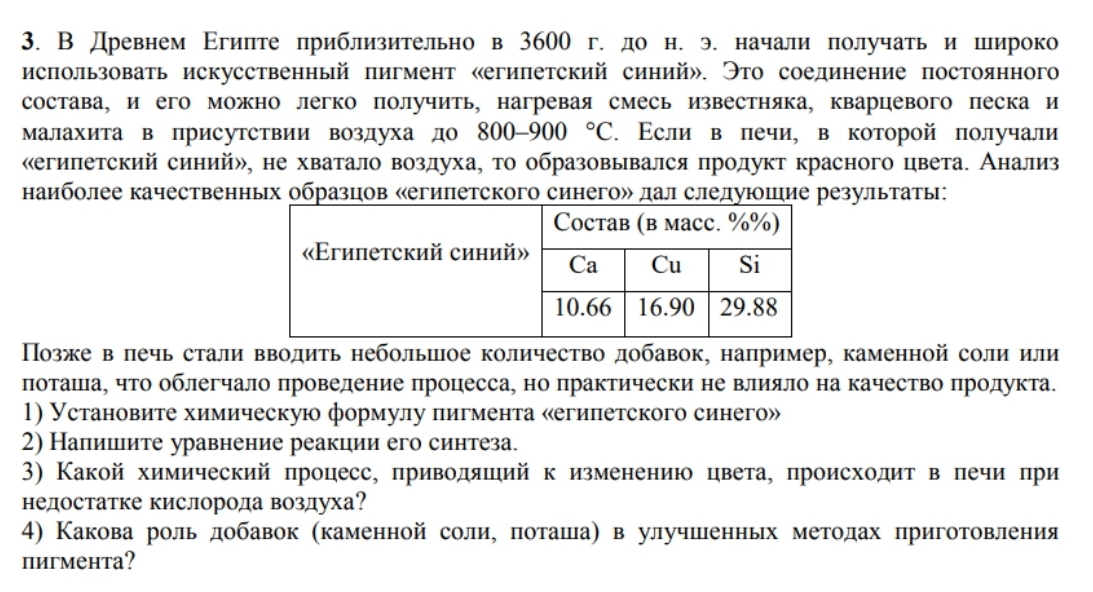 3. В Древнем Египте приблизительно в 3600 г. до н. э. начали получать и широко
использовать искусственный пигмент «египетский синий». Это соединение постоянного
состава, и его можно легко получить, нагревая смесь известняка, кварцевого песка и
малахита в присутствии воздуха до 800–900 °C. Если в печи, в которой получали
«египетский синий», не хватало воздуха, то образовывался продукт красного цвета. Анализ
наиболее качественных образцов «египетского синего» дал следующие результаты:
Состав (в масс. %%)
«Египетский синий»
Ca Cu Si
10.66 16.90 29.88
Позже в печь стали вводить небольшое количество добавок, например, каменной соли или
поташа, что облегчало проведение процесса, но практически не влияло на качество продукта.
1) Установите химическую формулу пигмента «египетского синего»
2) Напишите уравнение реакции его синтеза.
3) Какой химический процесс, приводящий к изменению цвета, происходит в печи при
недостатке кислорода воздуха?
4) Какова роль добавок (каменной соли, поташа) в улучшенных методах приготовления
пигмента?